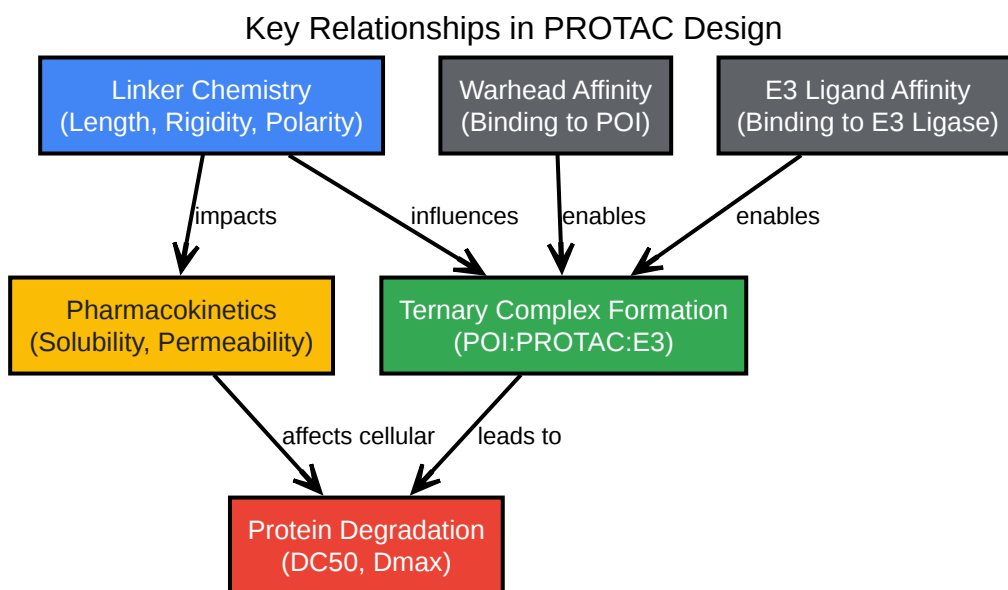 Key Relationships in PROTAC Design
Linker Chemistry
(Length, Rigidity, Polarity)
Warhead Affinity
(Binding to POI)
E3 Ligand Affinity
(Binding to E3 Ligase)
impacts
influences
enables
enables
Pharmacokinetics
(Solubility, Permeability)
Ternary Complex Formation
(POI:PROTAC:E3)
affects cellular
leads to
Protein Degradation
(DC50, Dmax)